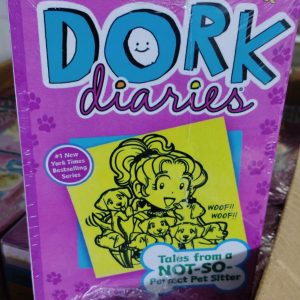 DORK
diaries
#1 New
York Times
Bestselling
Series
WOOF!!
WOOF!!
Tales from a
NOT-SO-
Perfect Pet Sitter